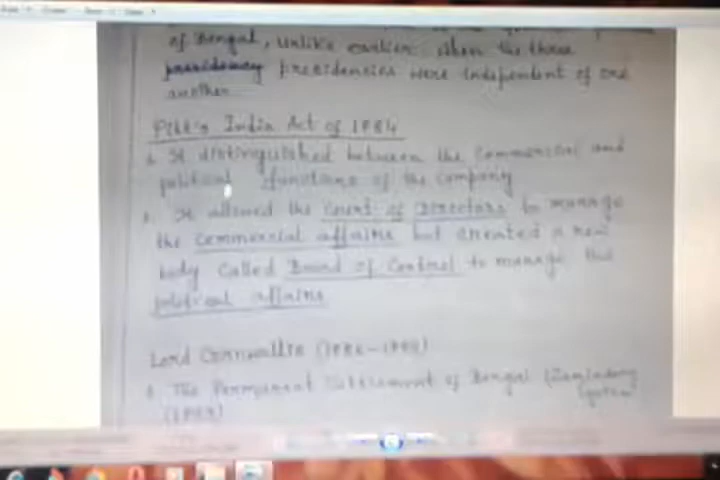 of Bengal, unlike earlier when the three
presidencies were independent of one
another
Pitt's India Act of 1784
It distinguished between the commercial and
political functions of the company
It allowed the Court of Directors to manage
the commercial affairs but created a new
body called Board of Control to manage the
political affairs
Lord Cornwallis
The Permanent Settlement of Bengal (Zamindary
System)